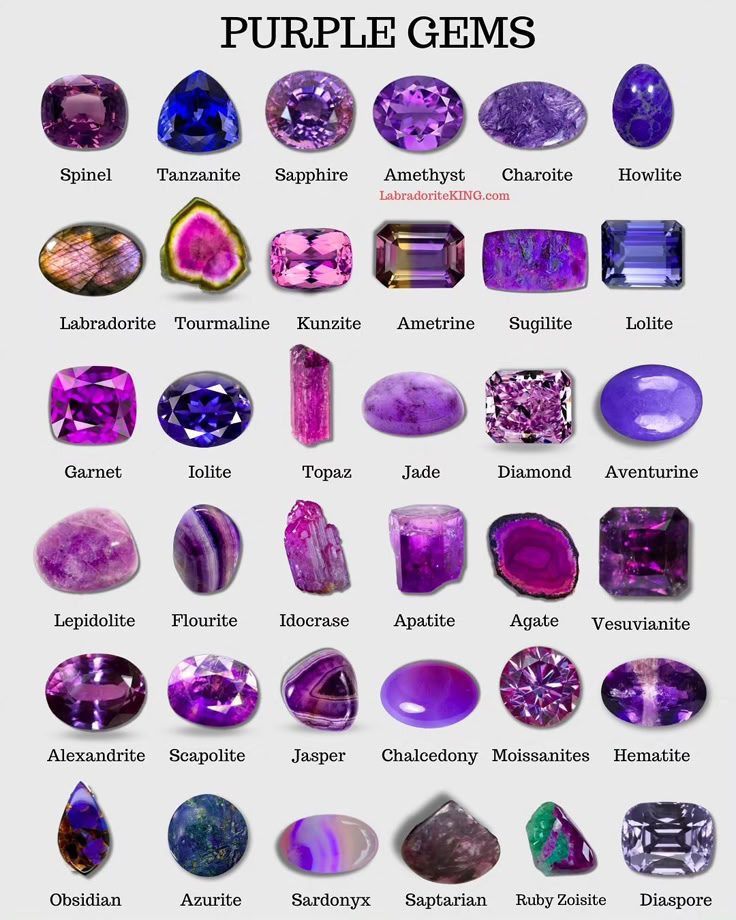 PURPLE GEMS
Spinel Tanzanite Sapphire Amethyst Charoite Howlite
LabradoriteKING.com
Labradorite Tourmaline Kunzite Ametrine Sugilite Lolite
Garnet Iolite Topaz Jade Diamond Aventurine
Lepidolite Flourite Idocrase Apatite Agate Vesuvianite
Alexandrite Scapolite Jasper Chalcedony Moissanites Hematite
Obsidian Azurite Sardonyx Saptarian Ruby Zoisite Diaspore